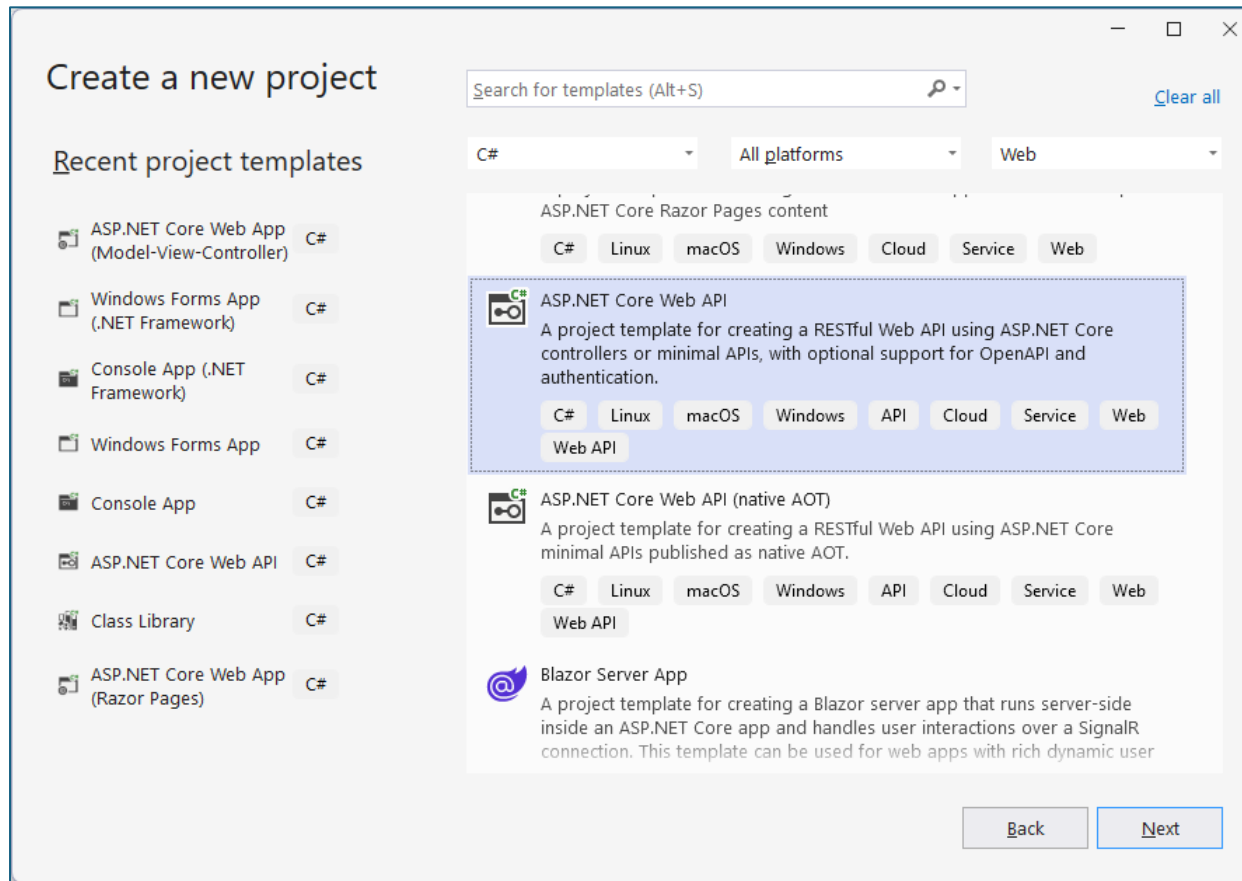 Create a new project
Search for templates (Alt+S)
Clear all
Recent project templates
C#
All platforms
Web
ASP.NET Core Web App
(Model-View-Controller)
C#
Windows Forms App
(.NET Framework)
C#
Console App (.NET
Framework)
C#
Windows Forms App
C#
Console App
C#
ASP.NET Core Web API
C#
Class Library
C#
ASP.NET Core Web App
(Razor Pages)
C#
ASP.NET Core Razor Pages content
C# Linux macOS Windows Cloud Service Web
C#
ASP.NET Core Web API
A project template for creating a RESTful Web API using ASP.NET Core
controllers or minimal APIs, with optional support for OpenAPI and
authentication.
C# Linux macOS Windows API Cloud Service Web
Web API
C#
ASP.NET Core Web API (native AOT)
A project template for creating a RESTful Web API using ASP.NET Core
minimal APIs published as native AOT.
C# Linux macOS Windows API Cloud Service Web
Web API
Blazor Server App
A project template for creating a Blazor server app that runs server-side
inside an ASP.NET Core app and handles user interactions over a SignalR
connection. This template can be used for web apps with rich dynamic user
Back
Next